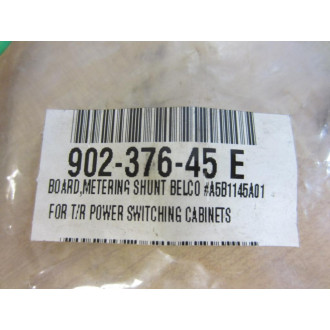 902-376-45 E
BOARD,METERING SHUNT BELCO #A5B1145A01
FOR T/R POWER SWITCHING CABINETS